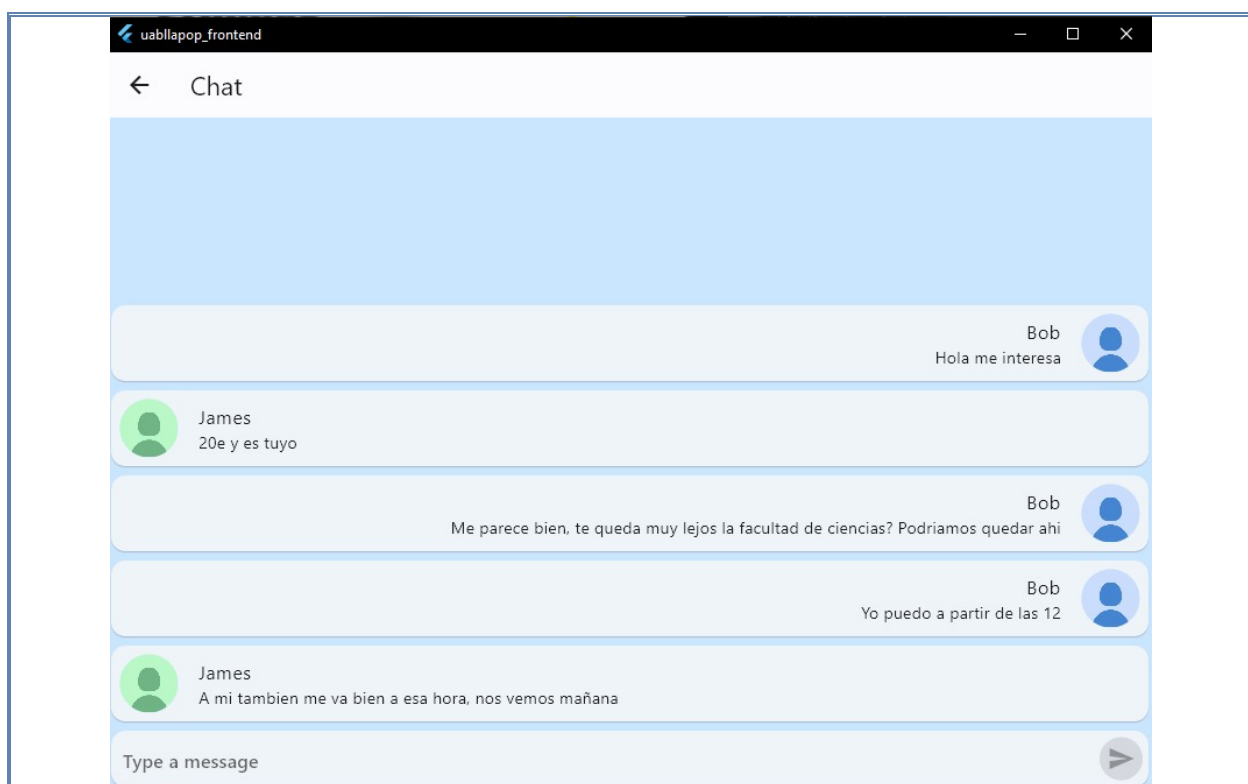 uabllapop_frontend
Chat
Bob
Hola me interesa
James
20e y es tuyo
Bob
Me parece bien, te queda muy lejos la facultad de ciencias? Podriamos quedar ahi
Bob
Yo puedo a partir de las 12
James
A mi tambien me va bien a esa hora, nos vemos mañana
Type a message